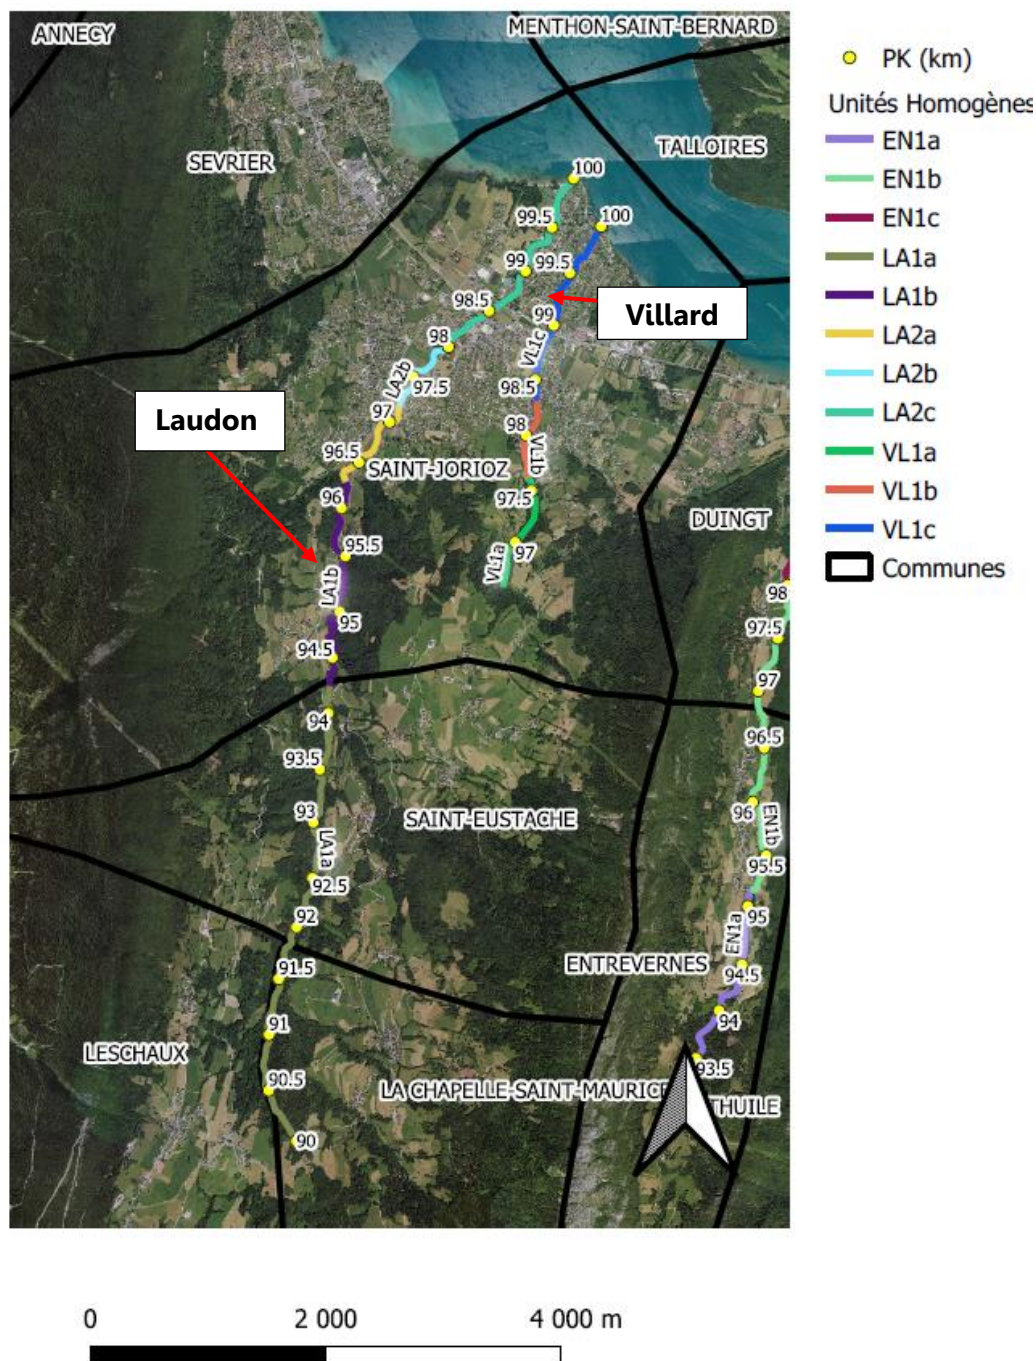 ANNECY
MENTHON-SAINT-BERNARD
SEVRIER
TALLOIRES
100
99.5
100
99
99.5
98.5
99
Villard
98
VL1c
LA2b
97.5
98.5
Laudon
97
98
96.5
SAINT-JORIOZ
VL1b
96
97.5
DUINGT
95.5
97
LA1b
VL1a
98
95
97.5
94.5
97
94
96.5
93.5
96
93
SAINT-EUSTACHE
EN1b
LA1a
95.5
92.5
92
95
EN1a
91.5
ENTREVERNES
94.5
91
94
LESCHAUX
93.5
90.5
LA CHAPELLE-SAINT-MAURICE
THUILE
90
PK (km)
Unités Homogènes
EN1a
EN1b
EN1c
LA1a
LA1b
LA2a
LA2b
LA2c
VL1a
VL1b
VL1c
Communes
0 2 000 4 000 m